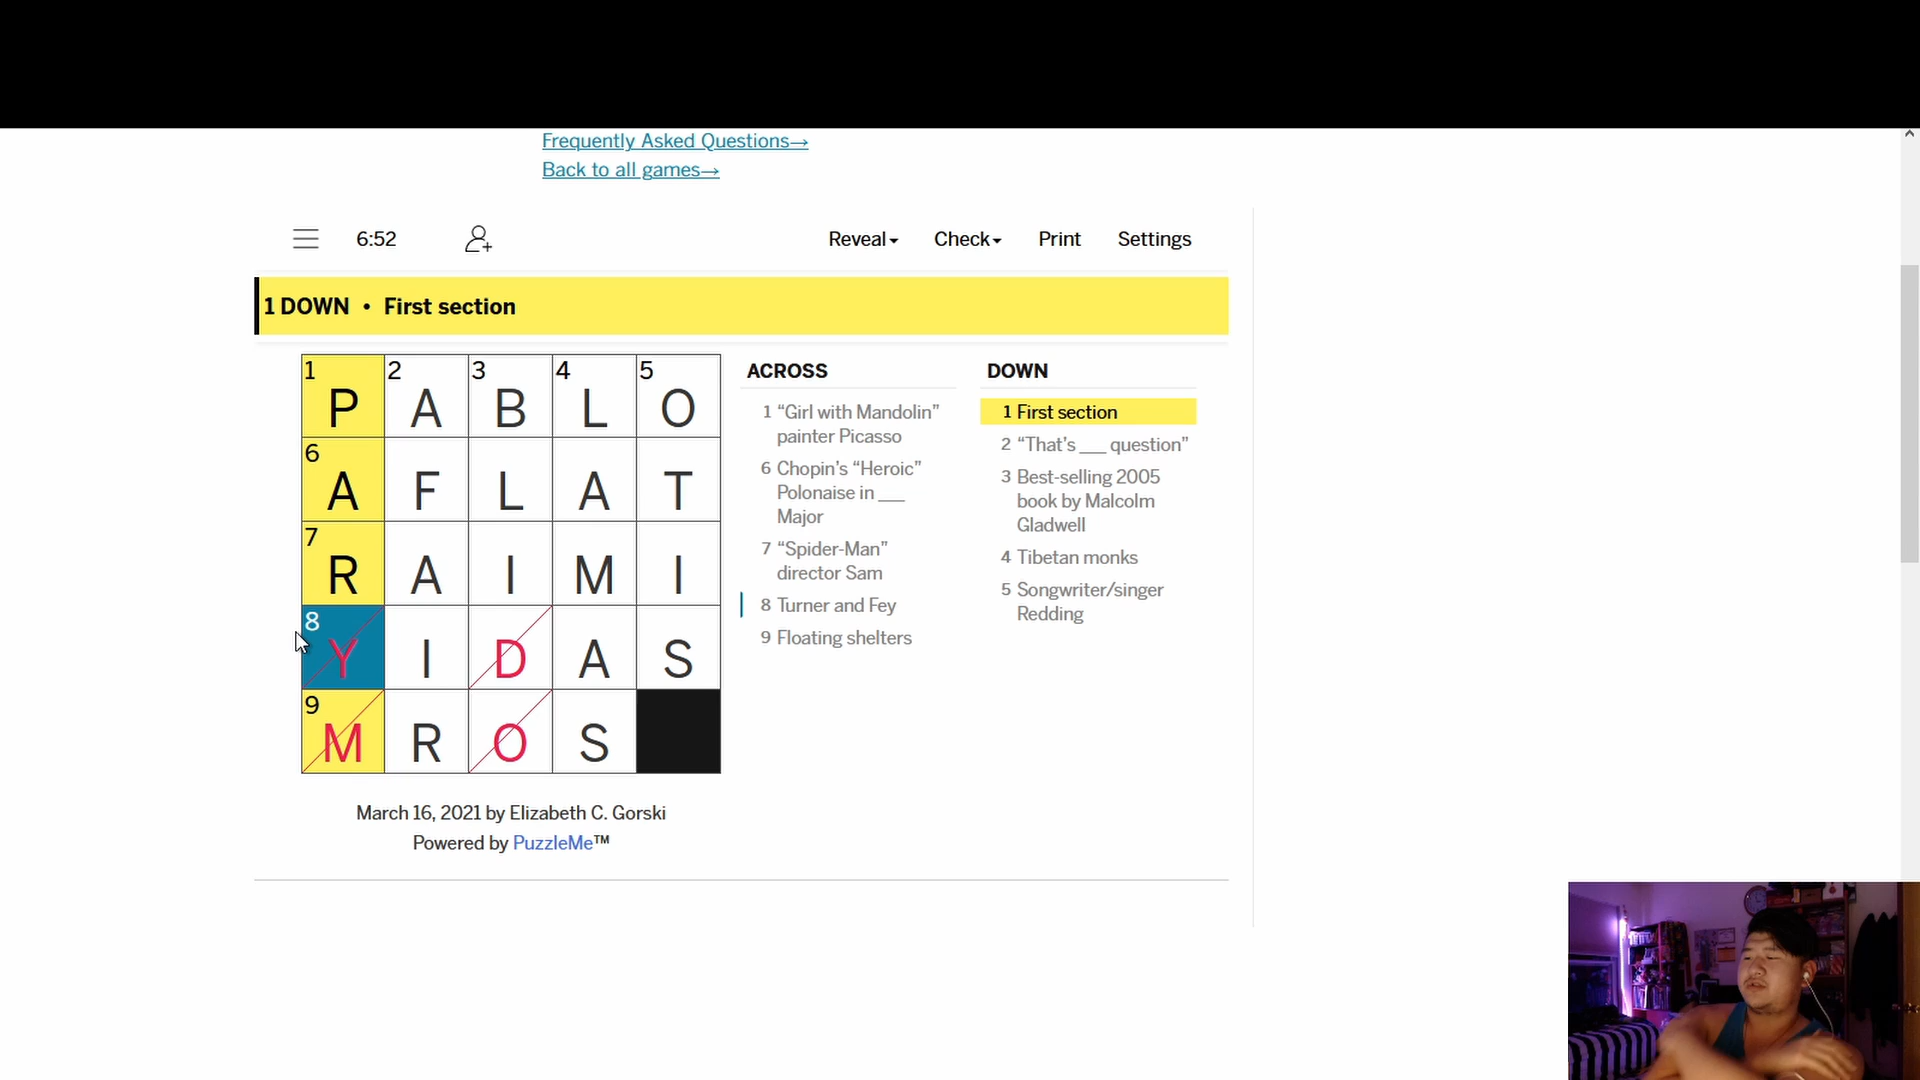 Frequently Asked Questions→
Back to all games→
6:52
Reveal
Check
Print
Settings
1 DOWN • First section
1 P 2 A 3 B 4 L 5 O
6 A F L A T
7 R A I M I
8 Y I D A S
9 M R O S
March 16, 2021 by Elizabeth C. Gorski
Powered by PuzzleMe™
ACROSS
1 “Girl with Mandolin”
painter Picasso
6 Chopin’s “Heroic”
Polonaise in ___
Major
7 “Spider-Man”
director Sam
8 Turner and Fey
9 Floating shelters
DOWN
1 First section
2 “That’s ___ question”
3 Best-selling 2005
book by Malcolm
Gladwell
4 Tibetan monks
5 Songwriter/singer
Redding